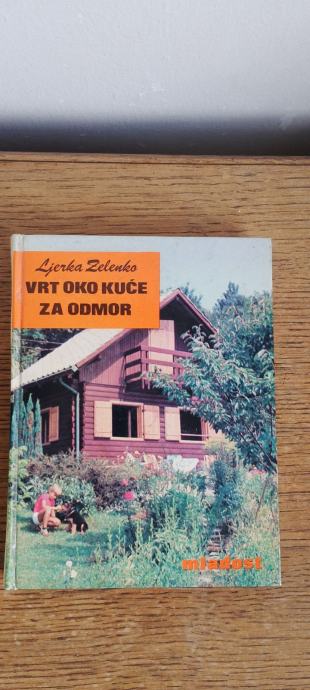 Ljerka Zelenko
VRT OKO KUĆE
ZA ODMOR
mladost